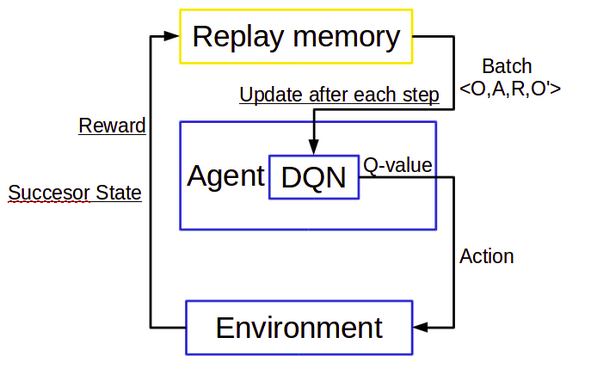 Replay memory
Batch
<O,A,R,O'>
Update after each step
Reward
Agent
DQN
Q-value
Succesor State
Action
Environment